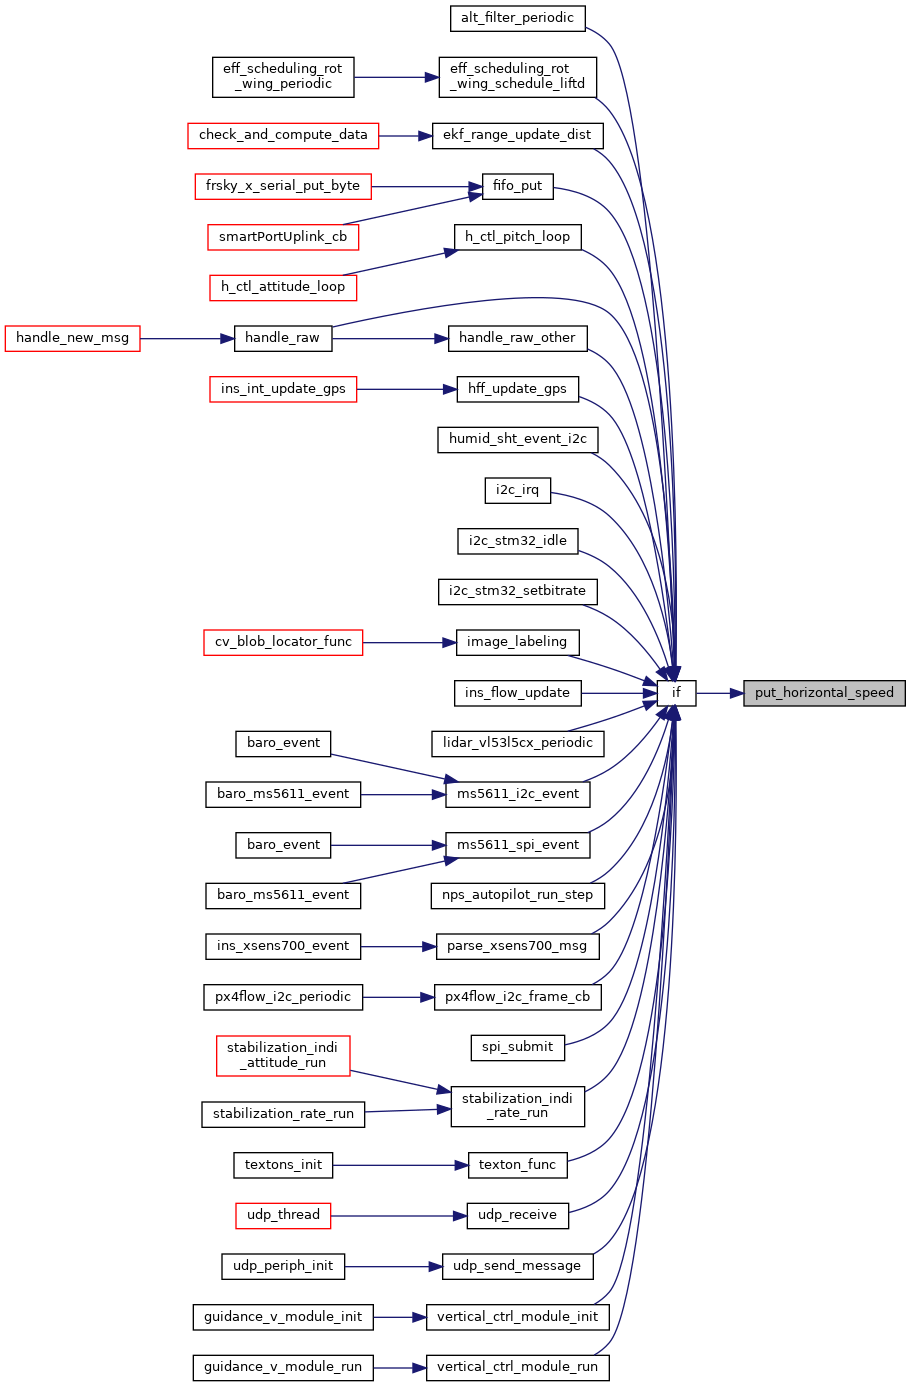 alt_filter_periodic
eff_scheduling_rot
_wing_periodic
eff_scheduling_rot
_wing_schedule_liftd
check_and_compute_data
ekf_range_update_dist
frsky_x_serial_put_byte
fifo_put
smartPortUplink_cb
h_ctl_pitch_loop
h_ctl_attitude_loop
handle_new_msg
handle_raw
handle_raw_other
ins_int_update_gps
hff_update_gps
humid_sht_event_i2c
i2c_irq
i2c_stm32_idle
i2c_stm32_setbitrate
cv_blob_locator_func
image_labeling
ins_flow_update
if
put_horizontal_speed
lidar_vl53l5cx_periodic
baro_event
baro_ms5611_event
ms5611_i2c_event
baro_event
ms5611_spi_event
baro_ms5611_event
nps_autopilot_run_step
ins_xsens700_event
parse_xsens700_msg
px4flow_i2c_periodic
px4flow_i2c_frame_cb
spi_submit
stabilization_indi
_attitude_run
stabilization_indi
_rate_run
stabilization_rate_run
textons_init
texton_func
udp_thread
udp_receive
udp_periph_init
udp_send_message
guidance_v_module_init
vertical_ctrl_module_init
guidance_v_module_run
vertical_ctrl_module_run